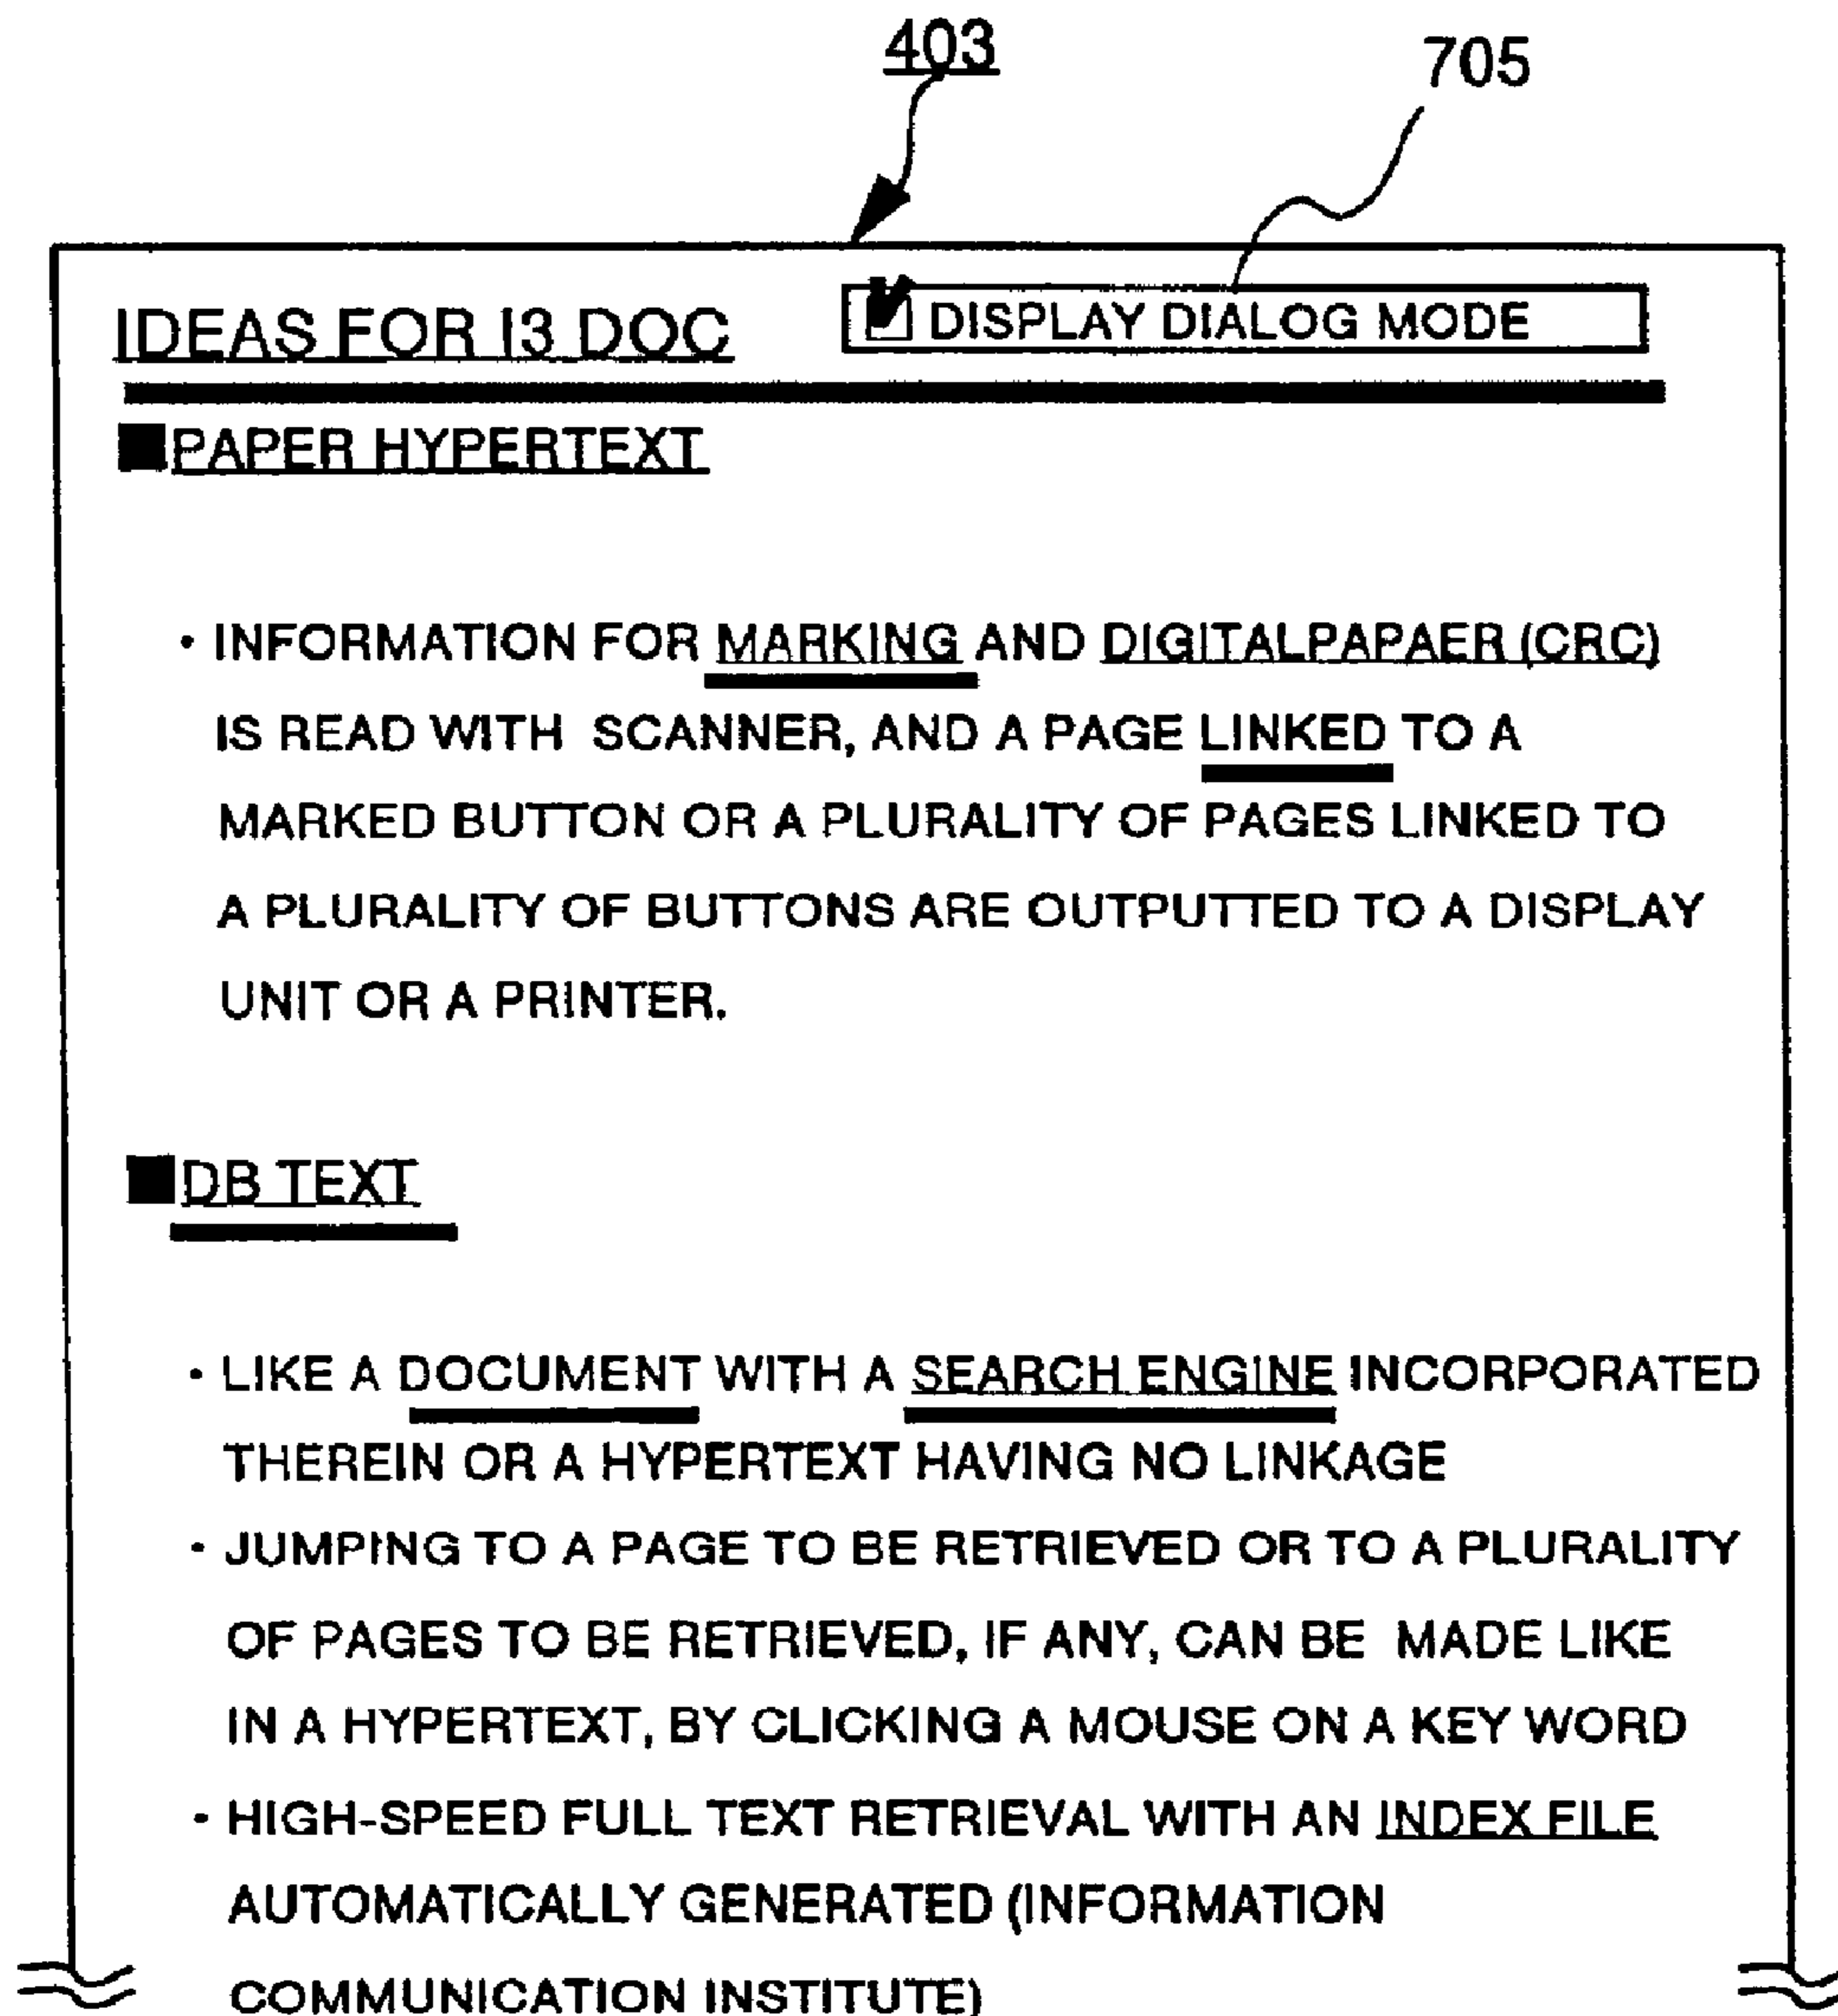 403
705
IDEAS FOR I3 DOC
DISPLAY DIALOG MODE
PAPER HYPERTEXT
· INFORMATION FOR MARKING AND DIGITALPAPAER (CRC)
IS READ WITH SCANNER, AND A PAGE LINKED TO A
MARKED BUTTON OR A PLURALITY OF PAGES LINKED TO
A PLURALITY OF BUTTONS ARE OUTPUTTED TO A DISPLAY
UNIT OR A PRINTER.
DB TEXT
· LIKE A DOCUMENT WITH A SEARCH ENGINE INCORPORATED
THEREIN OR A HYPERTEXT HAVING NO LINKAGE
· JUMPING TO A PAGE TO BE RETRIEVED OR TO A PLURALITY
OF PAGES TO BE RETRIEVED, IF ANY, CAN BE MADE LIKE
IN A HYPERTEXT, BY CLICKING A MOUSE ON A KEY WORD
· HIGH-SPEED FULL TEXT RETRIEVAL WITH AN INDEX FILE
AUTOMATICALLY GENERATED (INFORMATION
COMMUNICATION INSTITUTE)